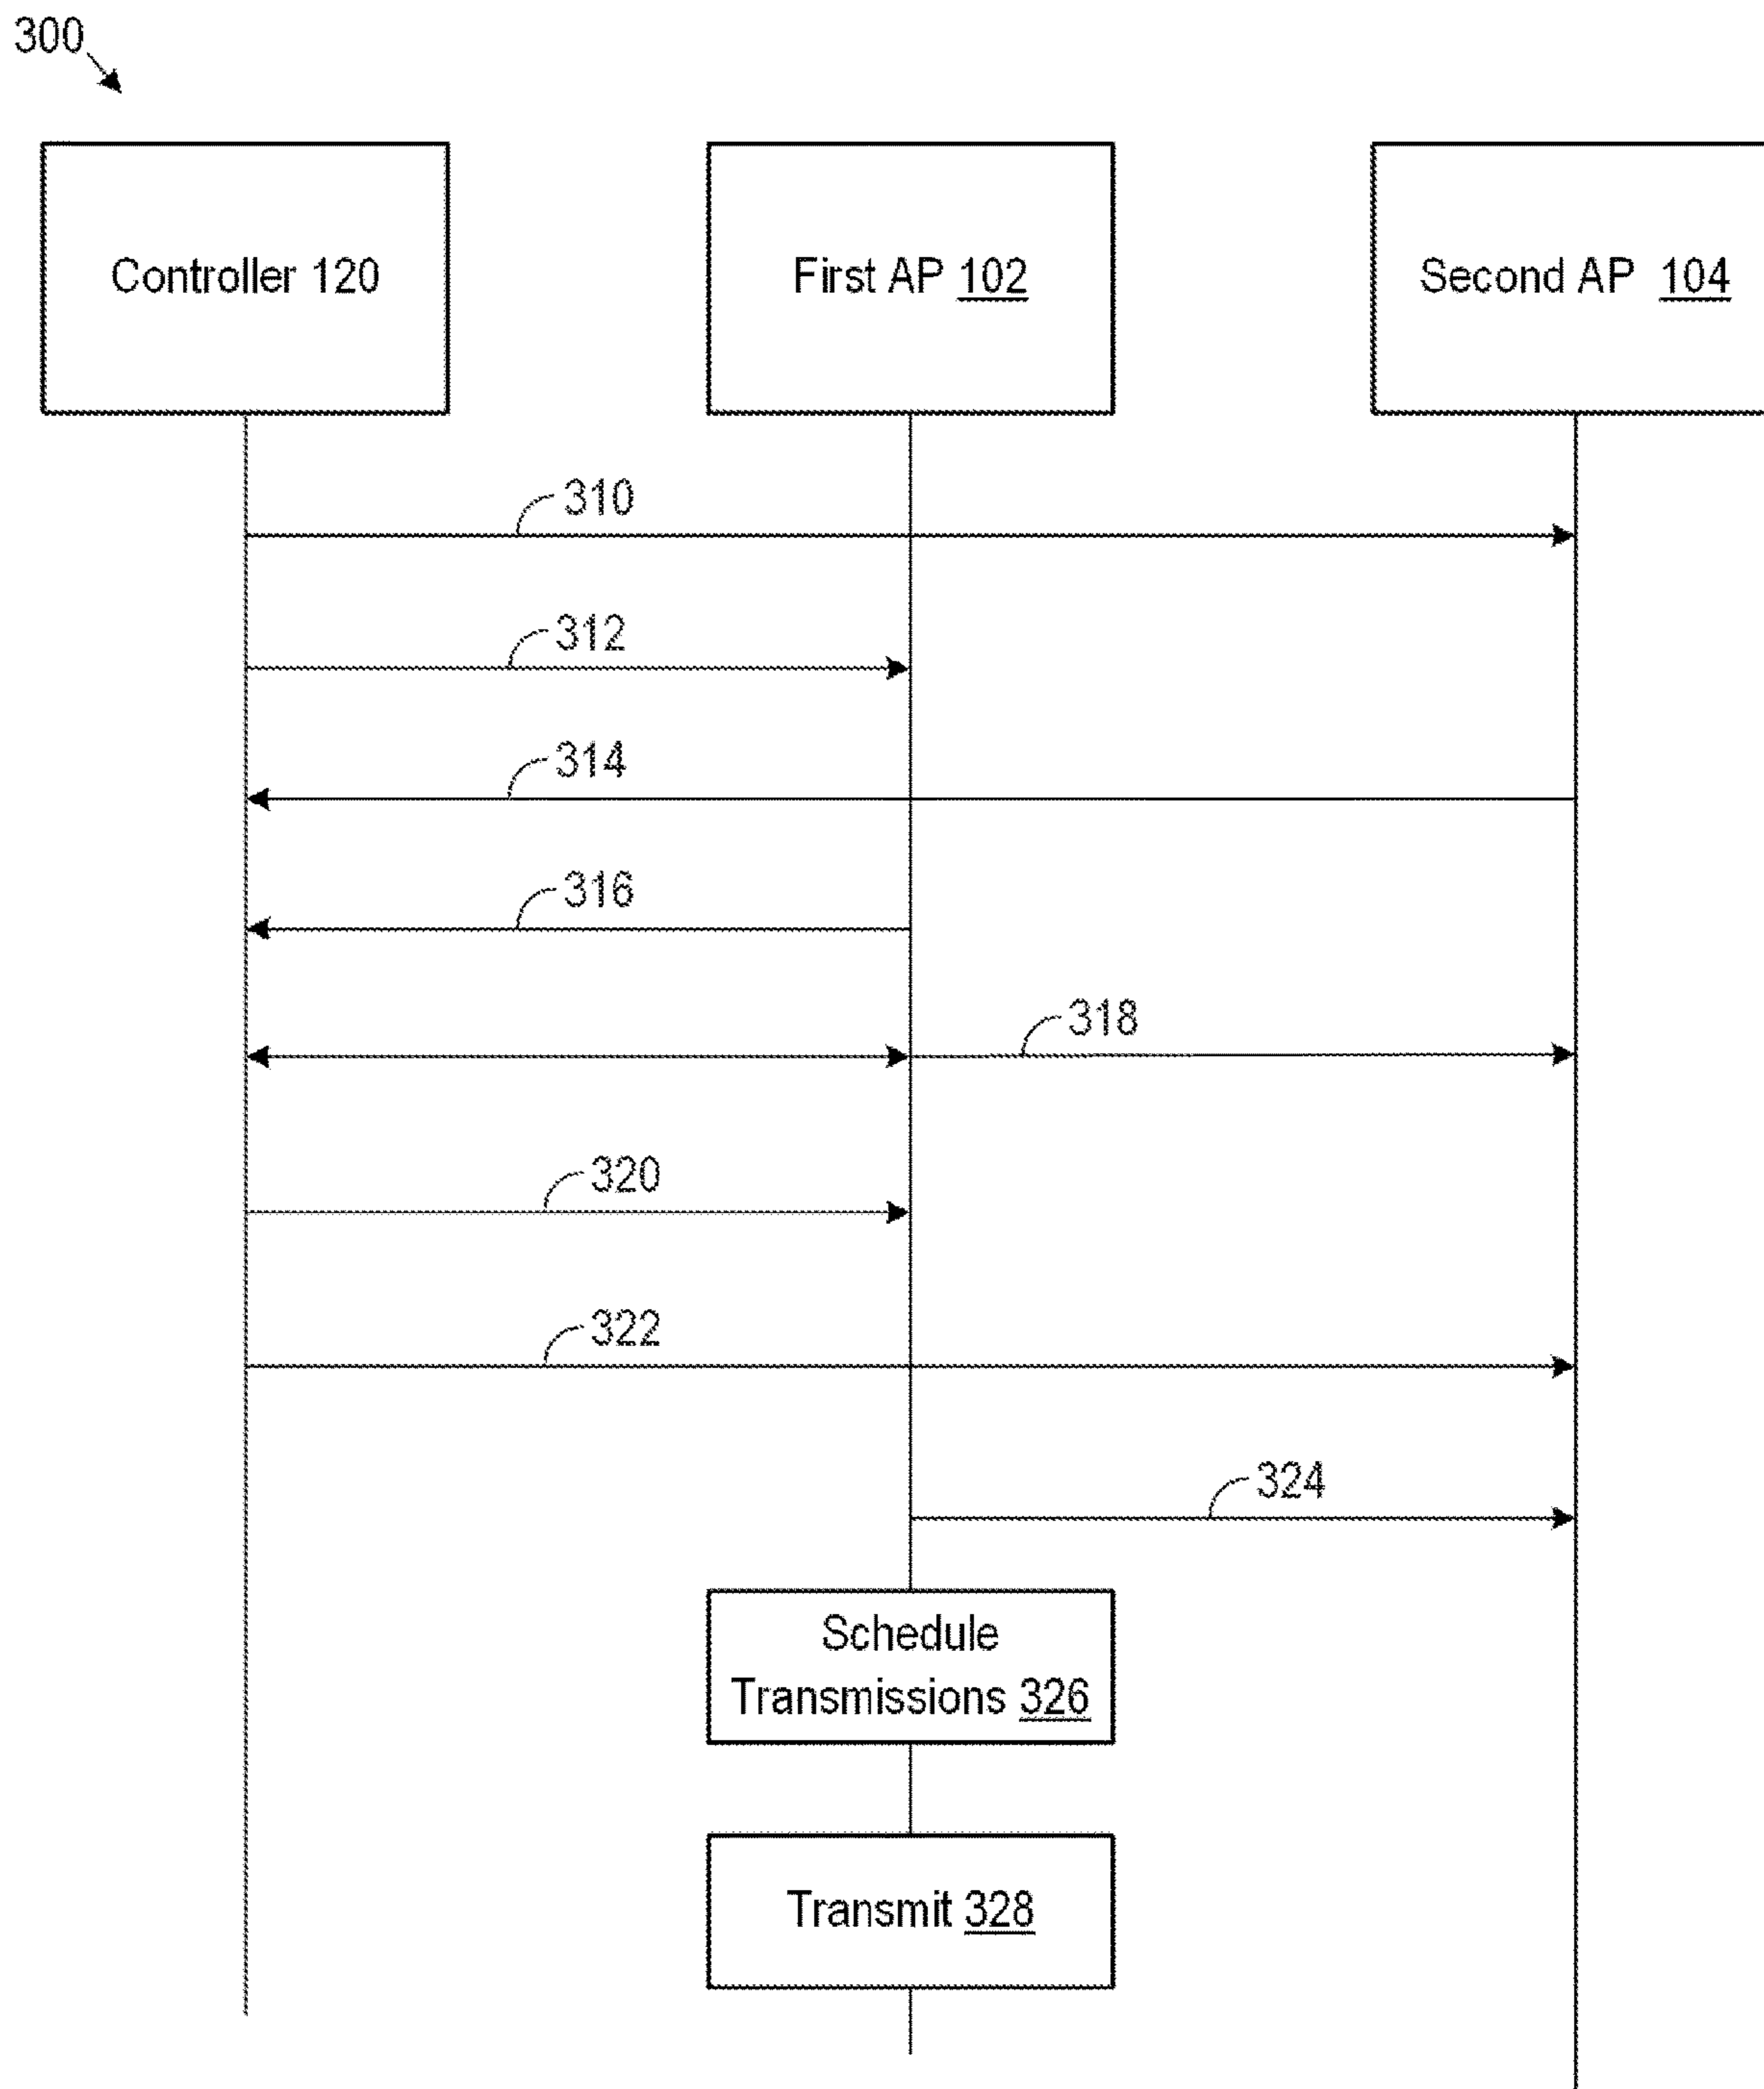 300
Controller 120
First AP 102
Second AP 104
310
312
314
316
318
320
322
324
Schedule
Transmissions 326
Transmit 328